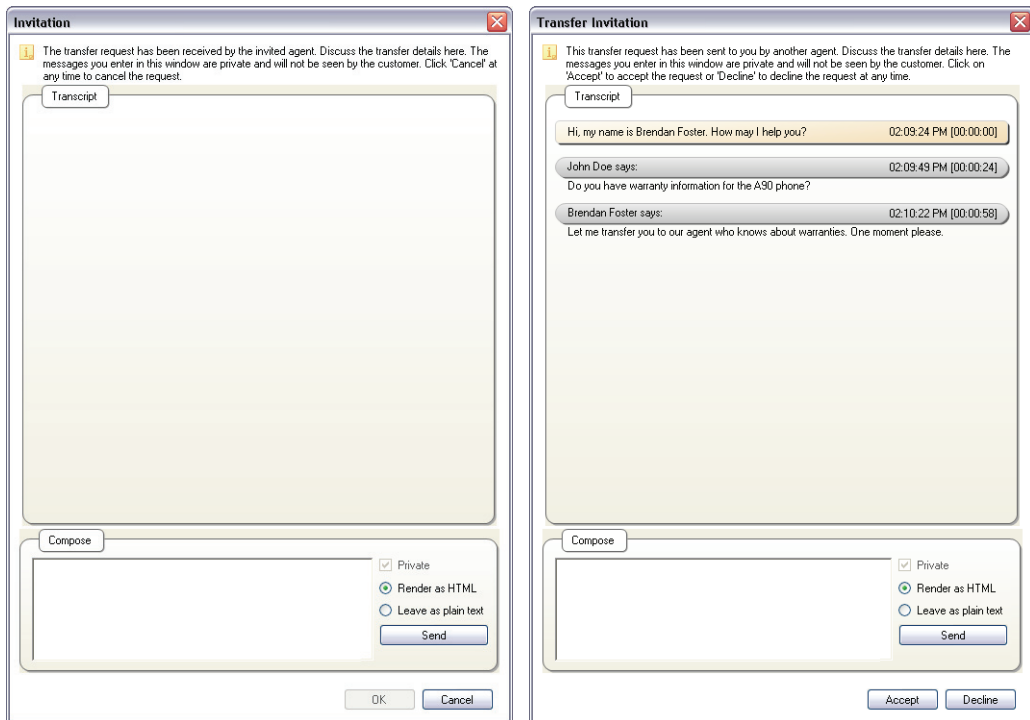 Invitation
The transfer request has been received by the invited agent. Discuss the transfer details here. The
messages you enter in this window are private and will not be seen by the customer. Click 'Cancel' at
any time to cancel the request.
Transcript
Compose
Private
Render as HTML
Leave as plain text
Send
OK
Cancel
Transfer Invitation
This transfer request has been sent to you by another agent. Discuss the transfer details here. The
messages you enter in this window are private and will not be seen by the customer. Click on
'Accept' to accept the request or 'Decline' to decline the request at any time.
Transcript
Hi, my name is Brendan Foster. How may I help you? 02:09:24 PM [00:00:00]
John Doe says: 02:09:49 PM [00:00:24]
Do you have warranty information for the A90 phone?
Brendan Foster says: 02:10:22 PM [00:00:58]
Let me transfer you to our agent who knows about warranties. One moment please.
Compose
Private
Render as HTML
Leave as plain text
Send
Accept
Decline